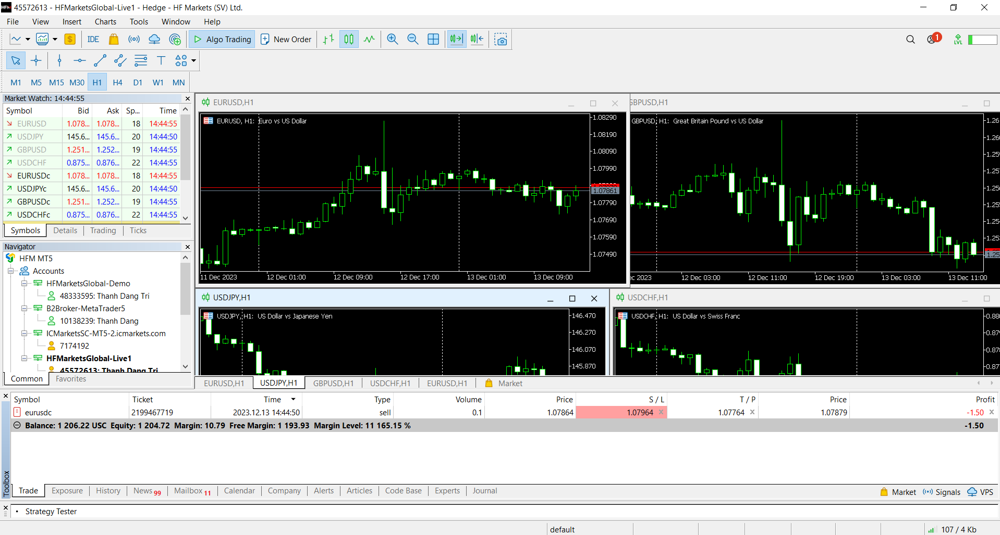 45572613 - HFMarketsGlobal-Live1 - Hedge - HF Markets (SV) Ltd.
File View Insert Charts Tools Window Help
IDE Algo Trading New Order 1 LVL
M1 M5 M15 M30 H1 H4 D1 W1 MN
Market Watch: 14:44:55
Symbol Bid Ask Sp... Time
EURUSD 1.078... 1.078... 18 14:44:55
USDJPY 145.6... 145.6... 20 14:44:50
GBPUSD 1.251... 1.252... 19 14:44:55
USDCHF 0.875... 0.876... 22 14:44:55
EURUSDc 1.078... 1.078... 18 14:44:55
USDJPYc 145.6... 145.6... 20 14:44:50
GBPUSDc 1.251... 1.252... 19 14:44:55
USDCHFc 0.875... 0.876... 22 14:44:55
Symbols Details Trading Ticks
Navigator
HFM MT5
Accounts
HFMarketsGlobal-Demo
48333595: Thanh Dang Tri
B2Broker-MetaTrader5
10138239: Thanh Dang
ICMarketsSC-MT5-2.icmarkets.com
7174192
HFMarketsGlobal-Live1
45572613: Thanh Dang Tri
Common Favorites
EURUSD,H1
EURUSD, H1: Euro vs US Dollar
1.08290
1.08190
1.08090
1.07990
1.07861
1.07790
1.07690
1.07590
1.07490
11 Dec 2023 12 Dec 01:00 12 Dec 09:00 12 Dec 17:00 13 Dec 01:00 13 Dec 09:00
GBPUSD,H1
GBPUSD, H1: Great Britain Pound vs US Dollar
1.26
1.26
1.25
1.25
1.25
1.25
1.25
1.25
1.25
ec 2023 12 Dec 03:00 12 Dec 11:00 12 Dec 19:00 13 Dec 03:00 13 Dec 11:00
USDJPY,H1
USDJPY, H1: US Dollar vs Japanese Yen
146.470
146.270
146.070
145.870
USDCHF,H1
USDCHF, H1: US Dollar vs Swiss Franc
0.88
0.87
0.87
0.87
EURUSD,H1 USDJPY,H1 GBPUSD,H1 USDCHF,H1 EURUSD,H1 Market
Symbol Ticket Time Type Volume Price S / L T / P Price Profit
eurusdc 2199467719 2023.12.13 14:44:50 sell 0.1 1.07864 1.07964 1.07764 1.07879 -1.50
Balance: 1 206.22 USC Equity: 1 204.72 Margin: 10.79 Free Margin: 1 193.93 Margin Level: 11 165.15 % -1.50
Toolbox
Trade Exposure History News 99 Mailbox 11 Calendar Company Alerts Articles Code Base Experts Journal Market Signals VPS
Strategy Tester
default 107 / 4 Kb